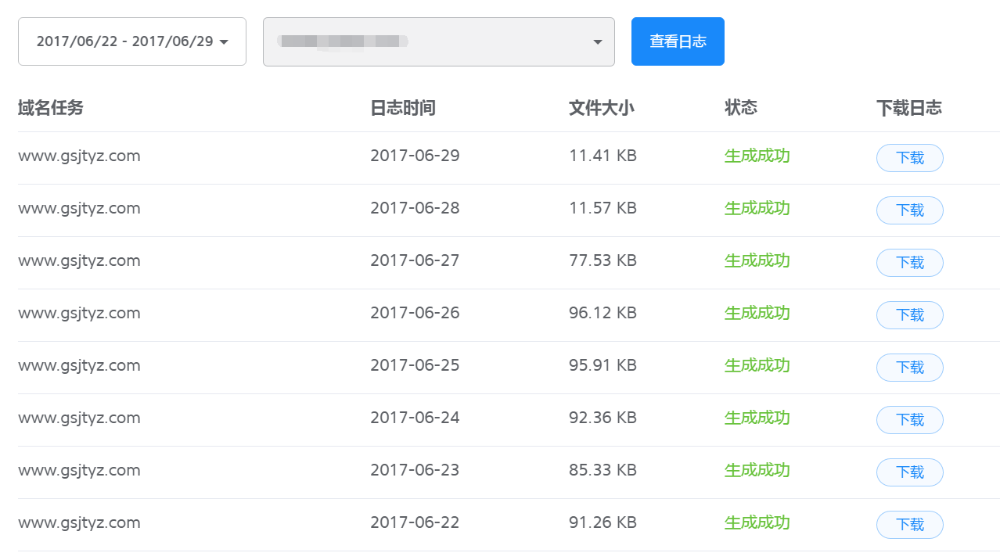 2017/06/22 - 2017/06/29 查看日志
域名任务 日志时间 文件大小 状态 下载日志
www.gsjtyz.com 2017-06-29 11.41 KB 生成成功 下载
www.gsjtyz.com 2017-06-28 11.57 KB 生成成功 下载
www.gsjtyz.com 2017-06-27 77.53 KB 生成成功 下载
www.gsjtyz.com 2017-06-26 96.12 KB 生成成功 下载
www.gsjtyz.com 2017-06-25 95.91 KB 生成成功 下载
www.gsjtyz.com 2017-06-24 92.36 KB 生成成功 下载
www.gsjtyz.com 2017-06-23 85.33 KB 生成成功 下载
www.gsjtyz.com 2017-06-22 91.26 KB 生成成功 下载